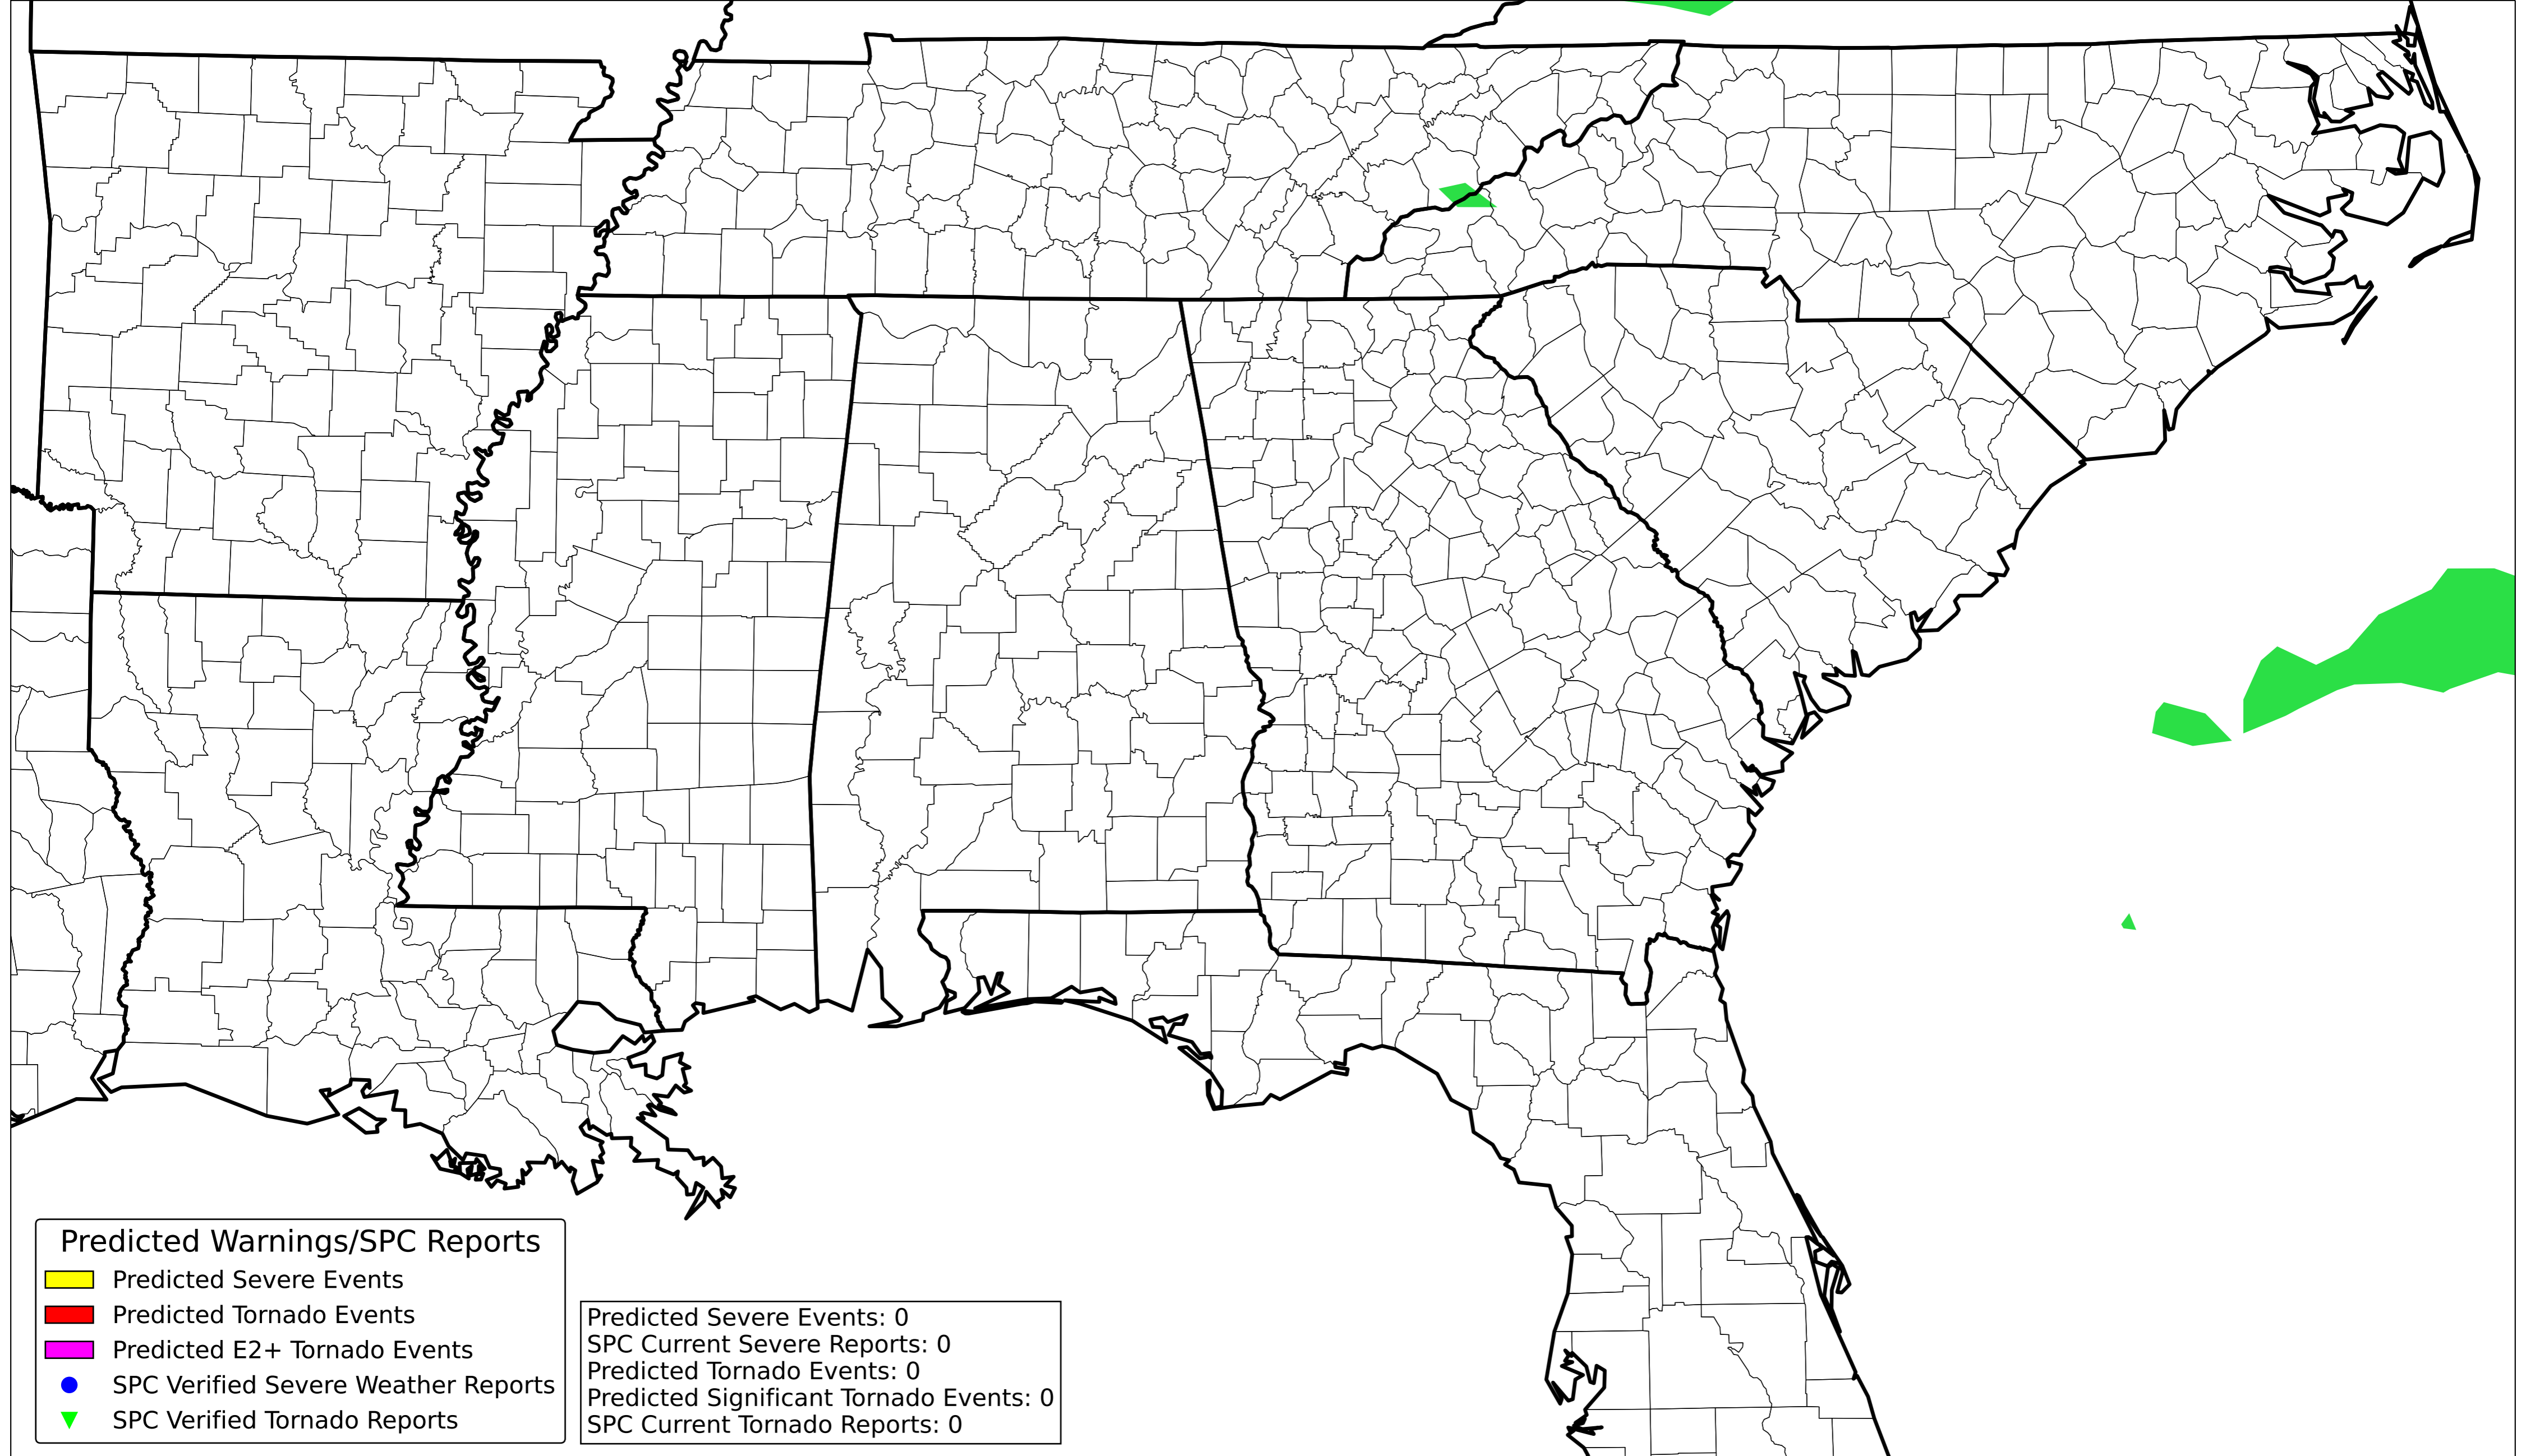 Predicted Warnings/SPC Reports
Predicted Severe Events
Predicted Tornado Events
Predicted E2+ Tornado Events
SPC Verified Severe Weather Reports
SPC Verified Tornado Reports
Predicted Severe Events: 0
SPC Current Severe Reports: 0
Predicted Tornado Events: 0
Predicted Significant Tornado Events: 0
SPC Current Tornado Reports: 0